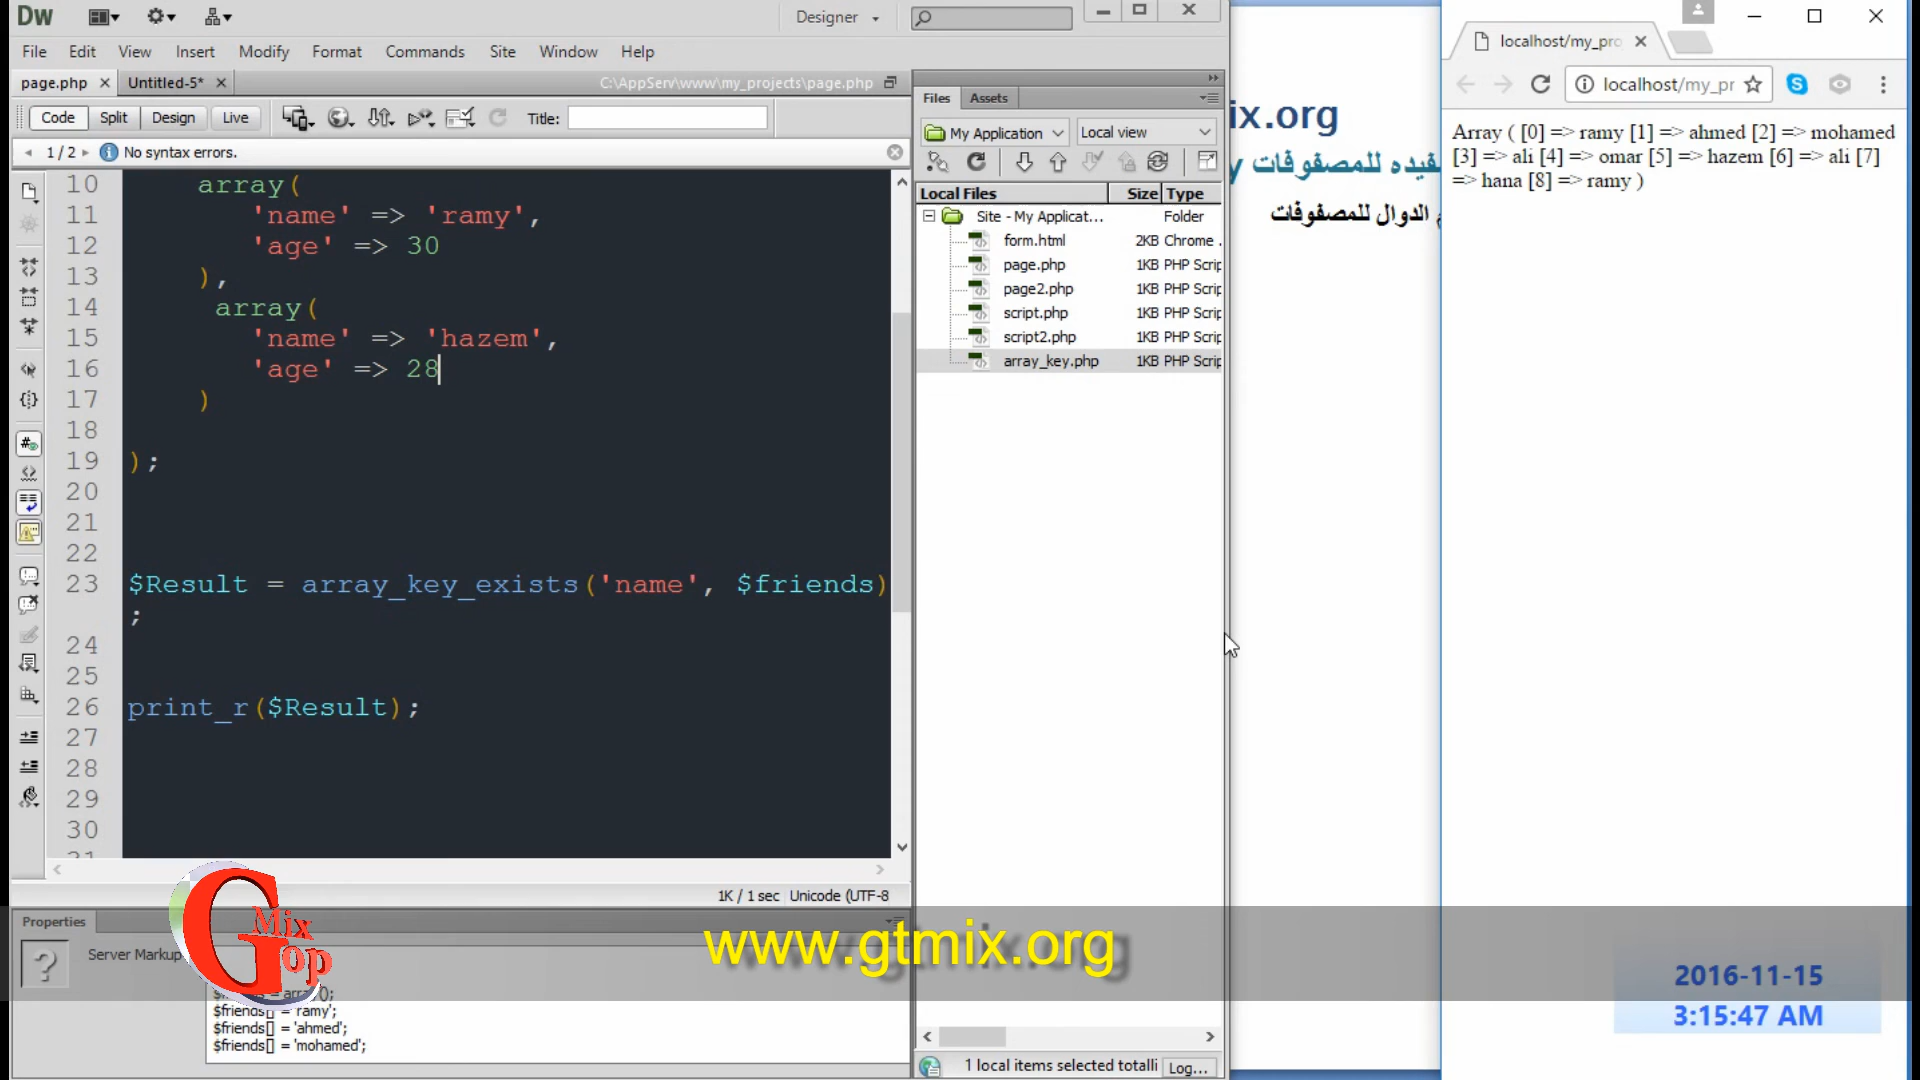 Dw
Designer
File Edit View Insert Modify Format Commands Site Window Help
page.php Untitled-5* C:\AppServ\www\my_projects\page.php
Code Split Design Live Title:
1 / 2 No syntax errors.
10 array(
11 'name' => 'ramy',
12 'age' => 30
13 ),
14 array(
15 'name' => 'hazem',
16 'age' => 28
17 )
18
19 );
20
21
22
23 $Result = array_key_exists('name', $friends)
;
24
25
26 print_r($Result);
27
28
29
30
1K / 1 sec Unicode (UTF-8
Properties
Server Markup
$friends[] = 'ramy';
$friends[] = 'ahmed';
$friends[] = 'mohamed';
Files Assets
My Application Local view
Local Files Size Type
Site - My Applicat... Folder
form.html 2KB Chrome .
page.php 1KB PHP Scrip
page2.php 1KB PHP Scrip
script.php 1KB PHP Scrip
script2.php 1KB PHP Scrip
array_key.php 1KB PHP Scrip
1 local items selected totalli Log...
ix.org
فيده للمصفوفات
الدوال للمصفوفات
localhost/my_pro
localhost/my_pr
Array ( [0] => ramy [1] => ahmed [2] => mohamed
[3] => ali [4] => omar [5] => hazem [6] => ali [7]
=> hana [8] => ramy )
G Mix Top
www.gtmix.org
2016-11-15
3:15:47 AM